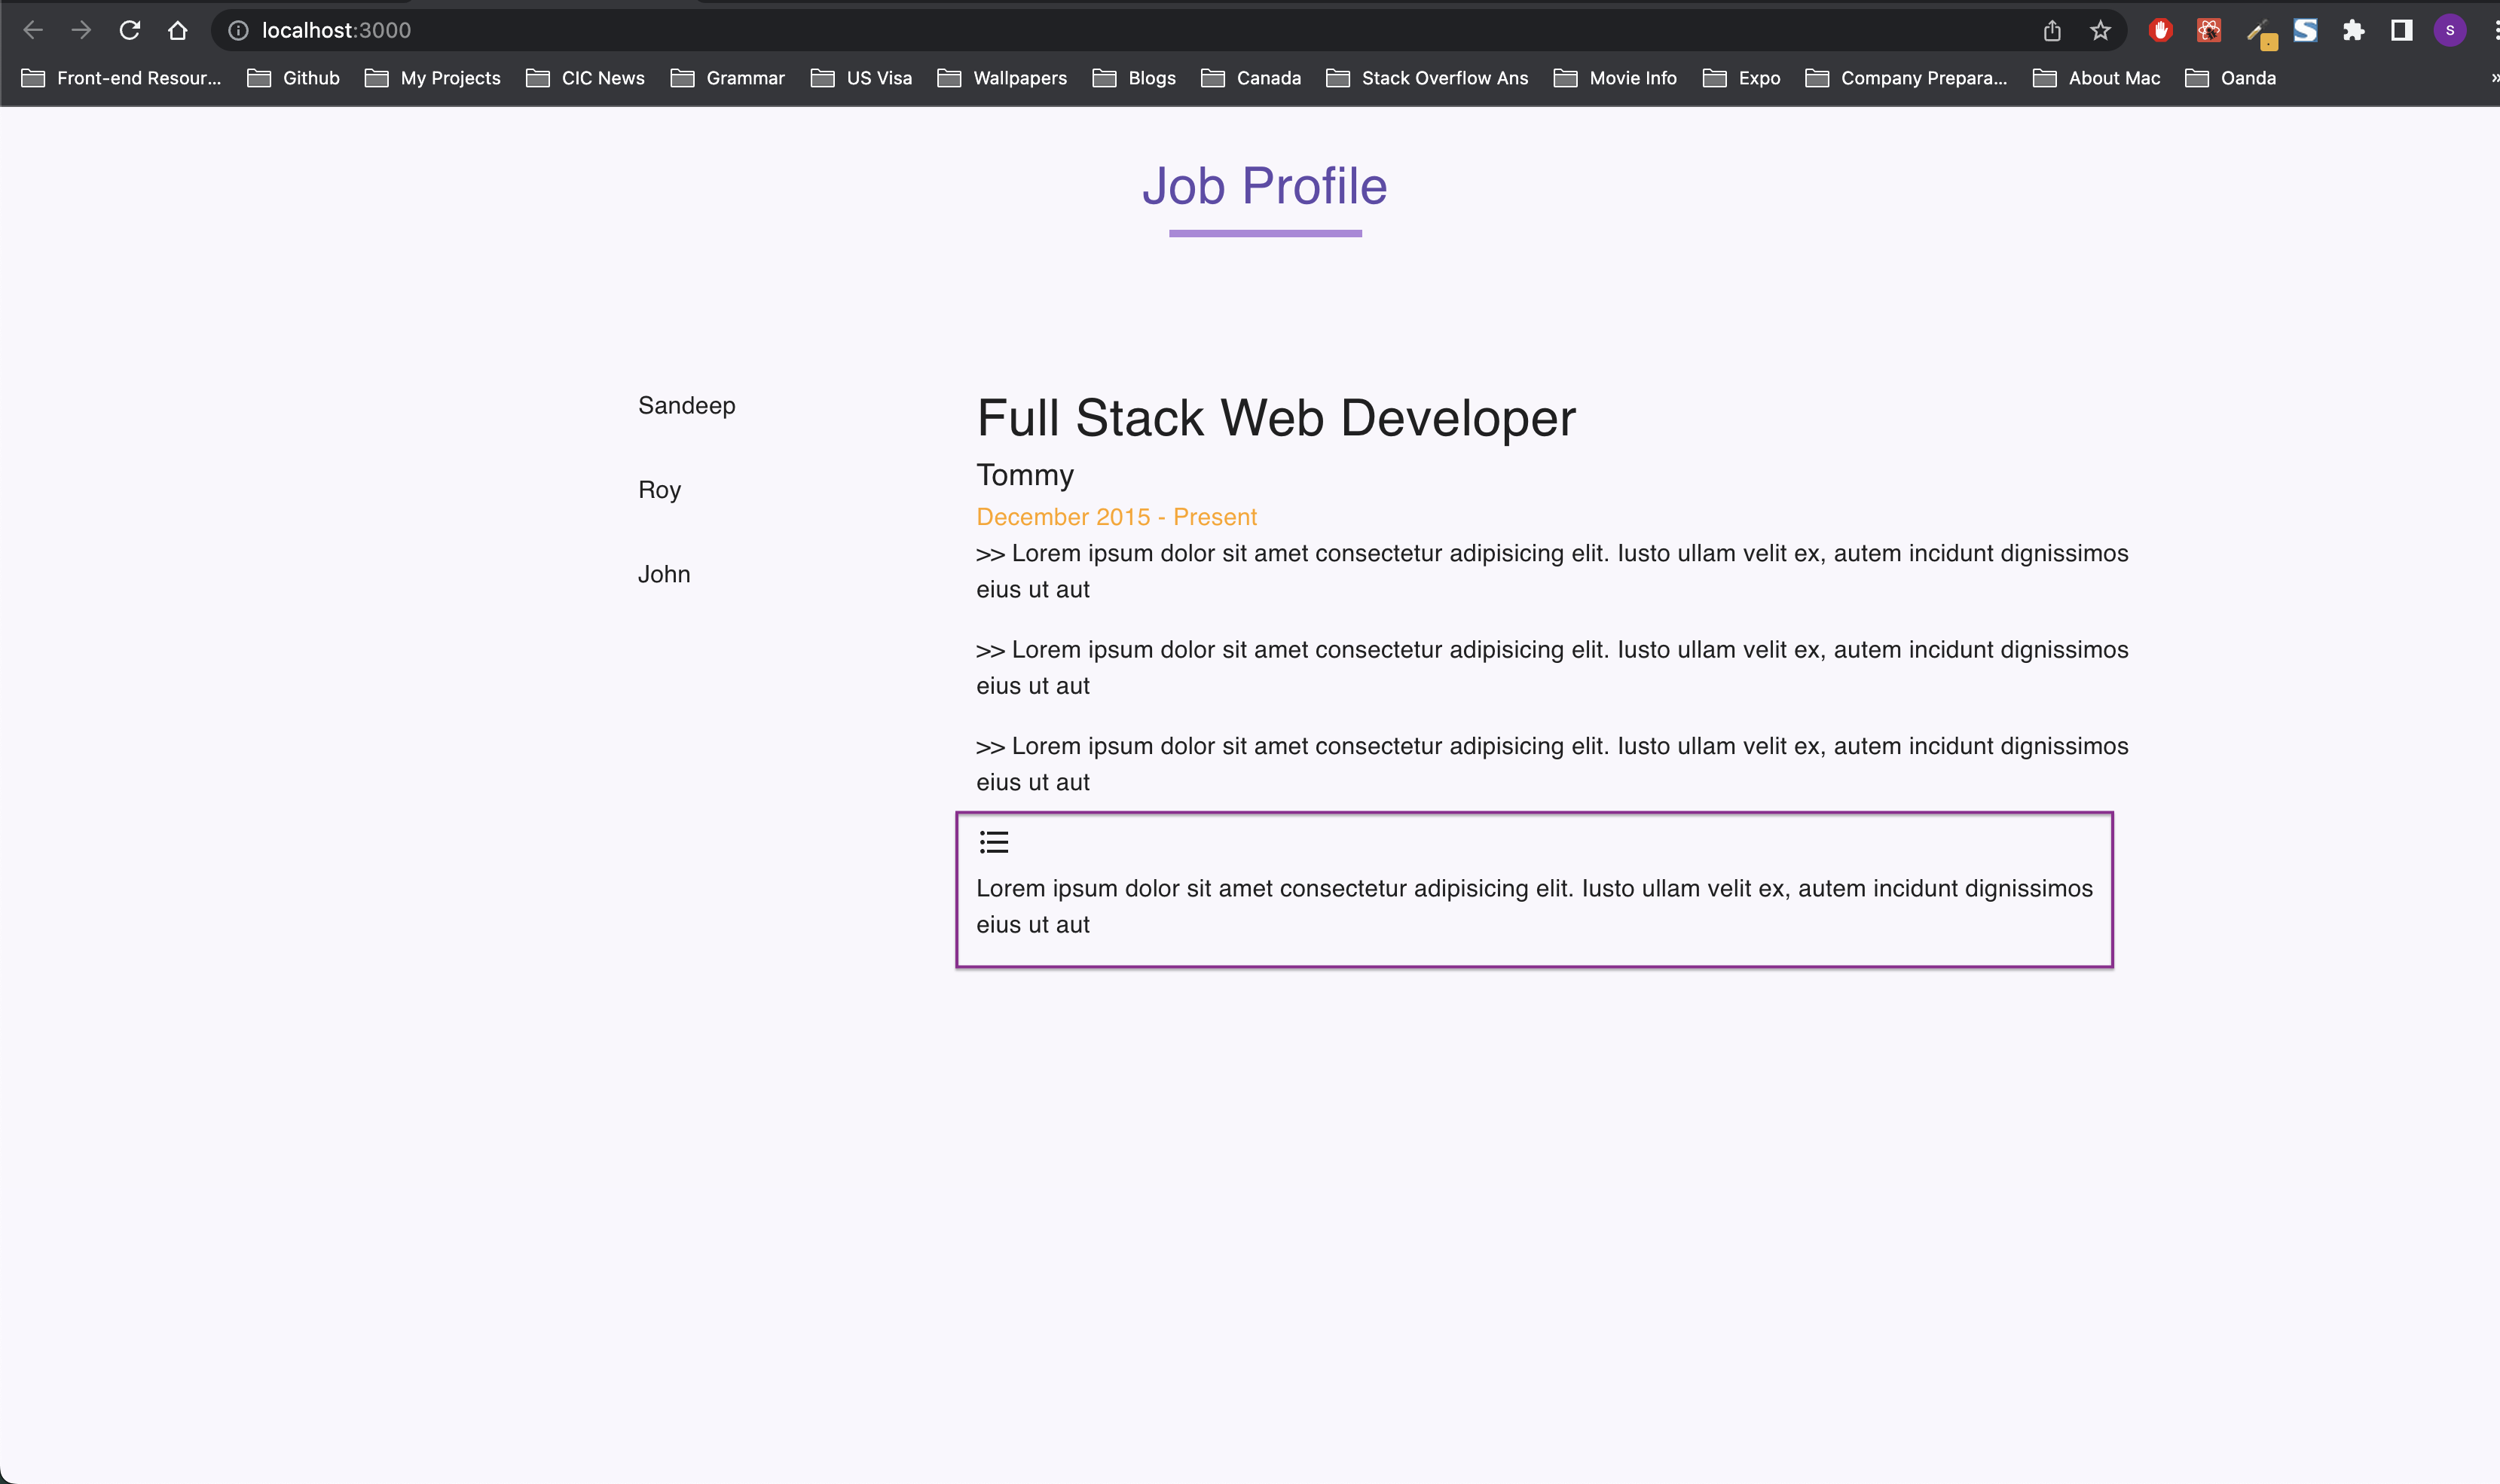 localhost:3000
S
Front-end Resour...
Github
My Projects
CIC News
Grammar
US Visa
Wallpapers
Blogs
Canada
Stack Overflow Ans
Movie Info
Expo
Company Prepara...
About Mac
Oanda
»
Job Profile
Sandeep
Roy
John
Full Stack Web Developer
Tommy
December 2015 - Present
>> Lorem ipsum dolor sit amet consectetur adipisicing elit. Iusto ullam velit ex, autem incidunt dignissimos
eius ut aut
>> Lorem ipsum dolor sit amet consectetur adipisicing elit. Iusto ullam velit ex, autem incidunt dignissimos
eius ut aut
>> Lorem ipsum dolor sit amet consectetur adipisicing elit. Iusto ullam velit ex, autem incidunt dignissimos
eius ut aut
Lorem ipsum dolor sit amet consectetur adipisicing elit. Iusto ullam velit ex, autem incidunt dignissimos
eius ut aut